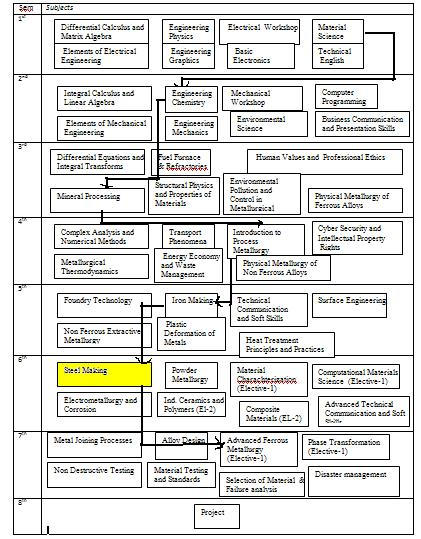 Sem Subjects
1st
Differential Calculus and
Matrix Algebra
Engineering
Physics
Electrical Workshop
Material
Science
Elements of Electrical
Engineering
Engineering
Graphics
Basic
Electronics
Technical
English
2nd
Integral Calculus and
Linear Algebra
Engineering
Chemistry
Mechanical
Workshop
Computer
Programming
Elements of Mechanical
Engineering
Engineering
Mechanics
Environmental
Science
Business Communication
and Presentation Skills
3rd
Differential Equations and
Integral Transforms
Fuel Furnace
& Refractories
Human Values and Professional Ethics
Mineral Processing
Structural Physics
and Properties of
Materials
Environmental
Pollution and
Control in
Metallurgical
Physical Metallurgy of
Ferrous Alloys
4th
Complex Analysis and
Numerical Methods
Transport
Phenomena
Introduction to
Process
Metallurgy
Cyber Security and
Intellectual Property
Rights
Metallurgical
Thermodynamics
Energy Economy
and Waste
Management
Physical Metallurgy of
Non Ferrous Alloys
5th
Foundry Technology
Iron Making
Technical
Communication
and Soft Skills
Surface Engineering
Non Ferrous Extractive
Metallurgy
Plastic
Deformation of
Metals
Heat Treatment
Principles and Practices
6th
Steel Making
Powder
Metallurgy
Material
Characterization
(Elective-1)
Computational Materials
Science (Elective-1)
Electrometallurgy and
Corrosion
Ind. Ceramics and
Polymers (El-2)
Composite
Materials (EL-2)
Advanced Technical
Communication and Soft
7th
Metal Joining Processes
Alloy Design
Advanced Ferrous
Metallurgy
(Elective-1)
Phase Transformation
(Elective-1)
Non Destructive Testing
Material Testing
and Standards
Selection of Material &
Failure analysis
Disaster management
8th
Project